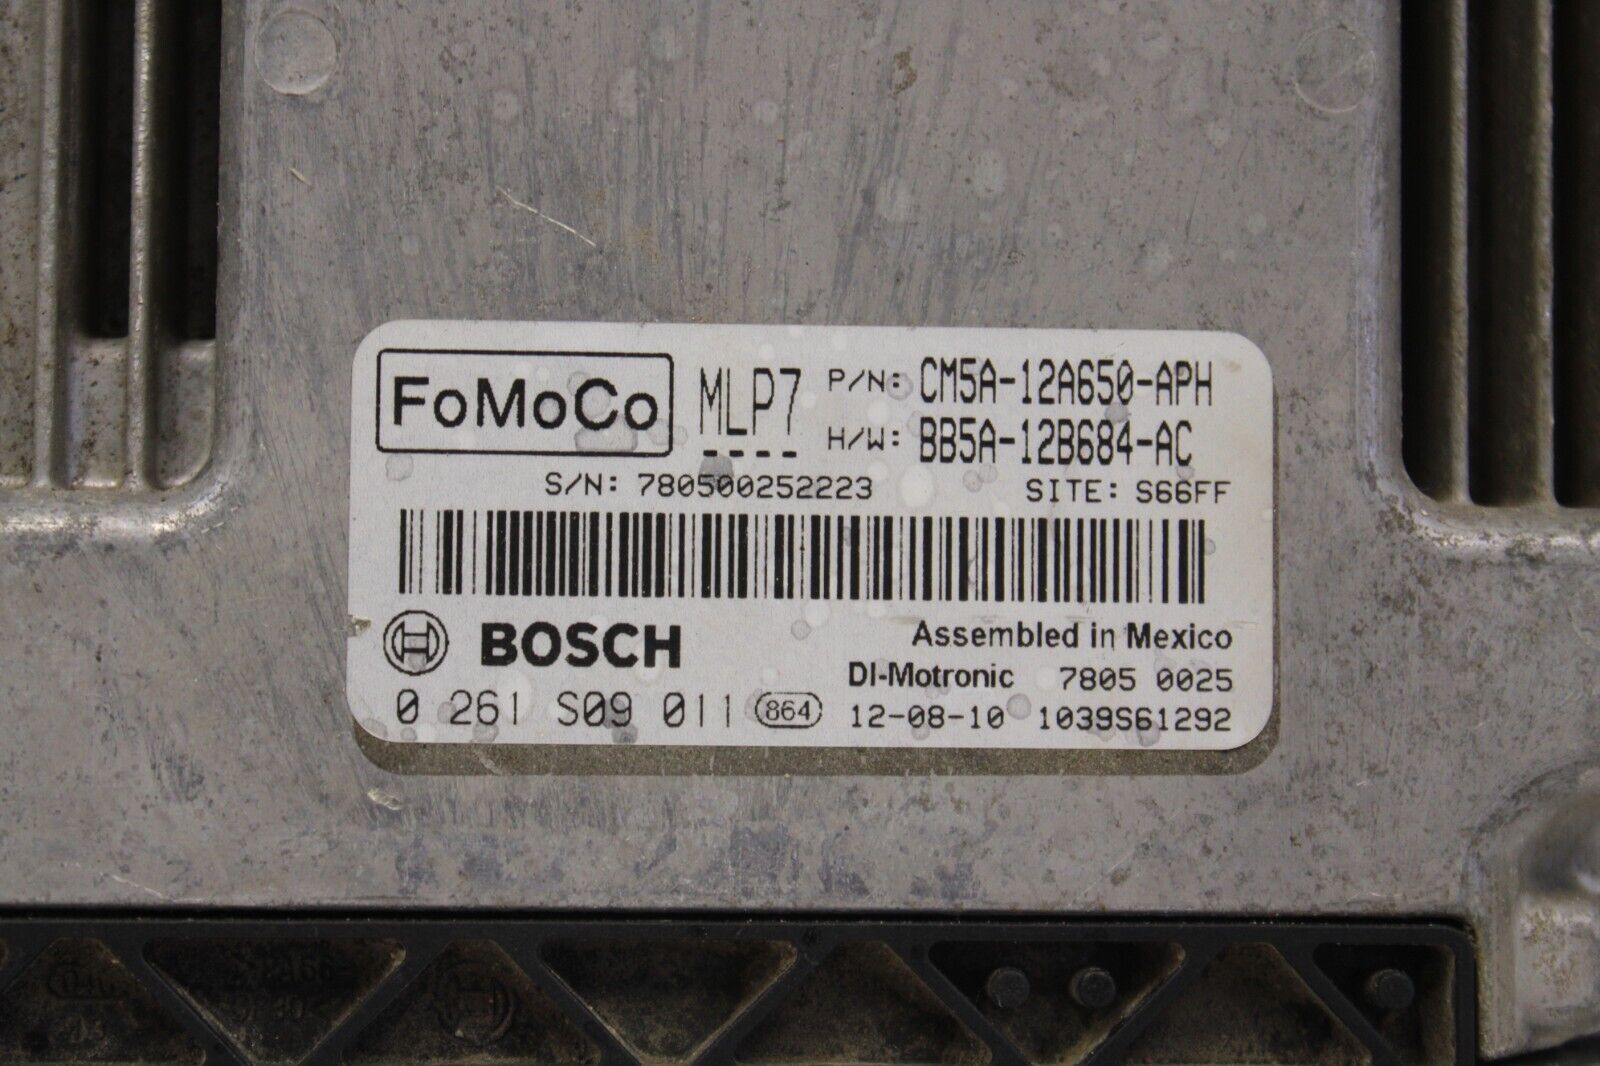 FoMoCo MLP7 P/N: CM5A-12A650-APH
H/W: BB5A-12B684-AC
S/N: 780500252223 SITE: S66FF
BOSCH Assembled in Mexico
DI-Motronic 7805 0025
0 261 S09 011 864 12-08-10 1039S61292